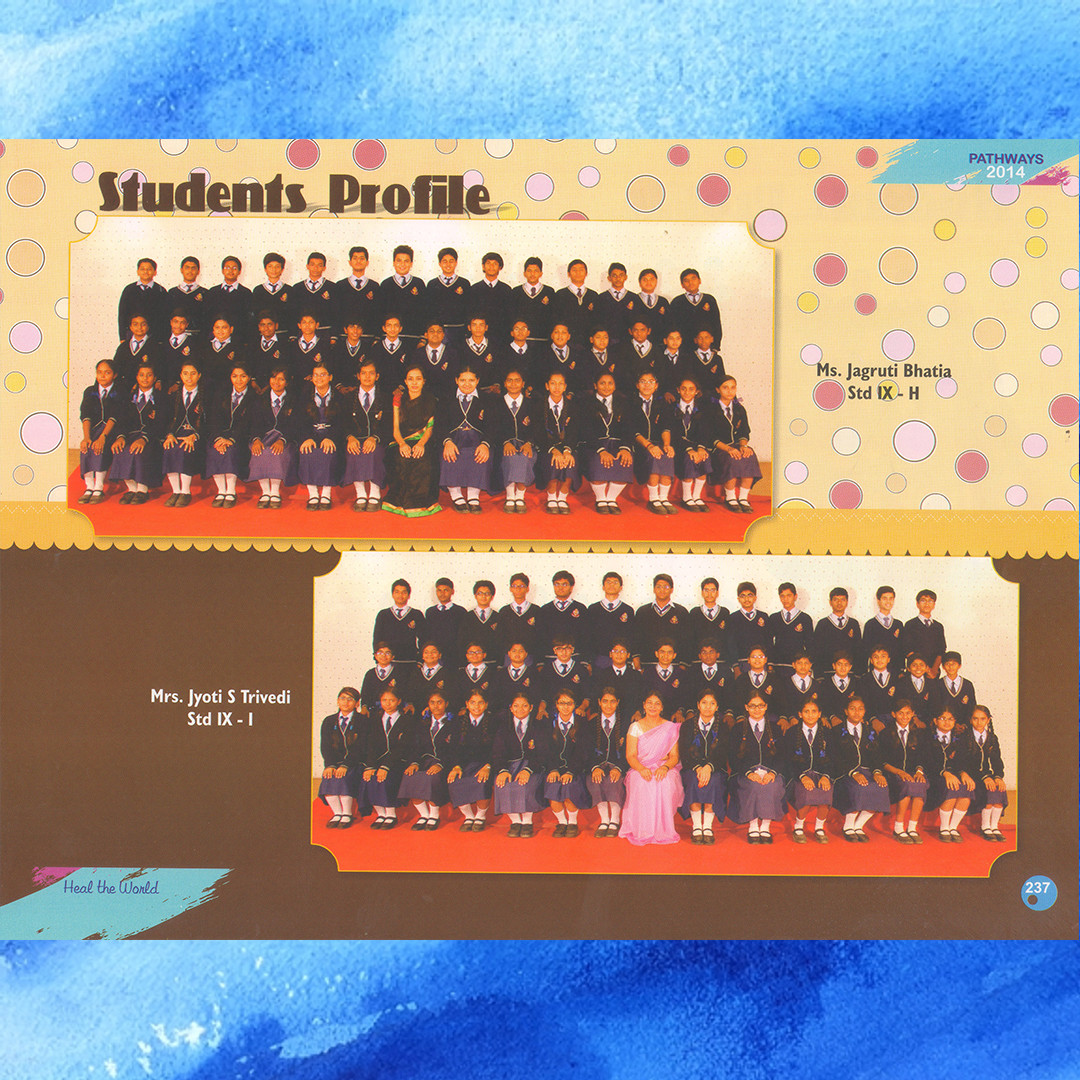 PATHWAYS
2014
Students Profile
Ms. Jagruti Bhatia
Std IX - H
Mrs. Jyoti S Trivedi
Std IX - I
Heal the World
237